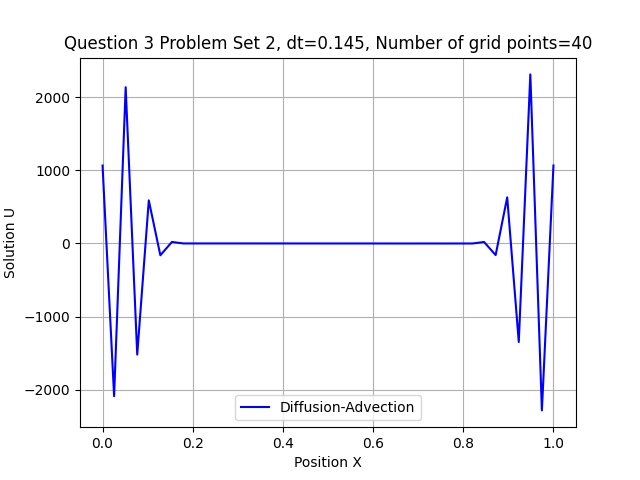 Question 3 Problem Set 2, dt=0.145, Number of grid points=40
Solution U
2000
1000
0
−1000
−2000
Diffusion-Advection
0.0 0.2 0.4 0.6 0.8 1.0
Position X